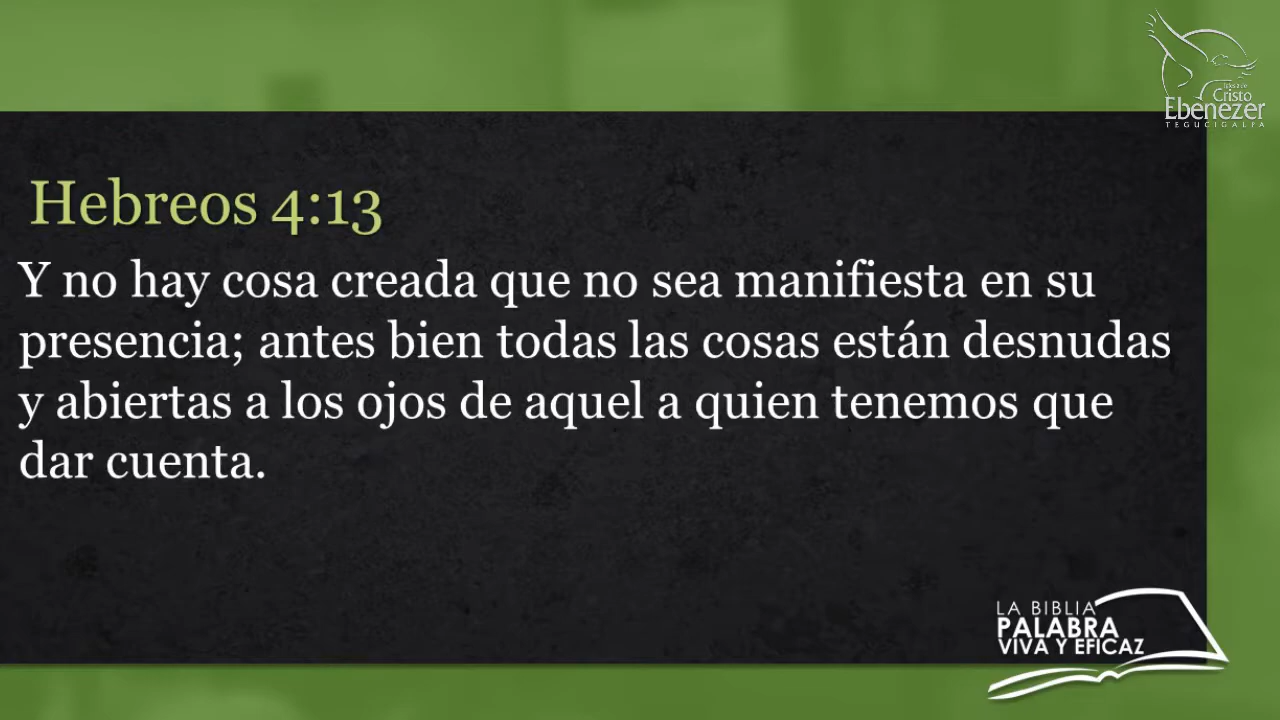 Iglesia de
Cristo
Ebenezer
TEGUCIGALPA
Hebreos 4:13
Y no hay cosa creada que no sea manifiesta en su
presencia; antes bien todas las cosas están desnudas
y abiertas a los ojos de aquel a quien tenemos que
dar cuenta.
LA BIBLIA
PALABRA
VIVA Y EFICAZ